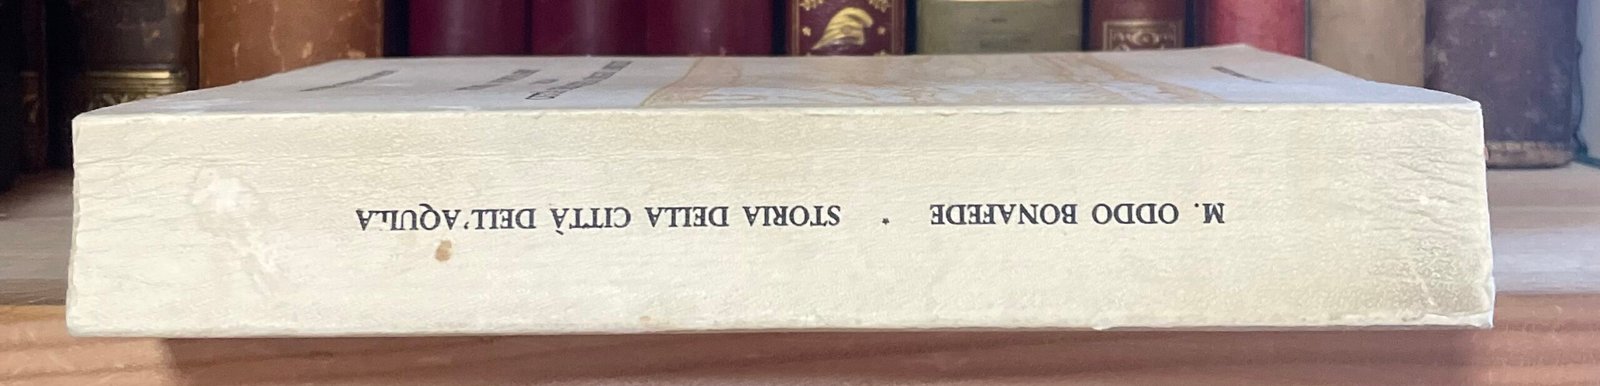 M. ODDO BONAFEDE * STORIA DELLA CITTÀ DELL'AQUILA